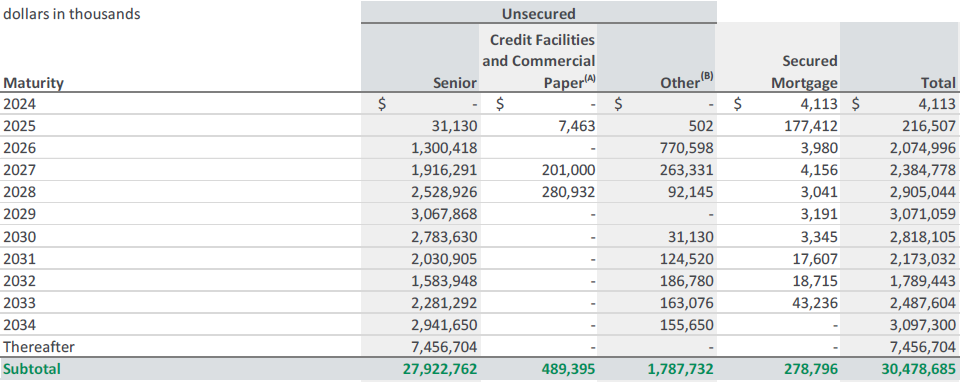 dollars in thousands Unsecured
Credit Facilities
and Commercial Secured
Maturity Senior Paper(A) Other(B) Mortgage Total
2024 $ - $ - $ - $ 4,113 $ 4,113
2025 31,130 7,463 502 177,412 216,507
2026 1,300,418 - 770,598 3,980 2,074,996
2027 1,916,291 201,000 263,331 4,156 2,384,778
2028 2,528,926 280,932 92,145 3,041 2,905,044
2029 3,067,868 - - 3,191 3,071,059
2030 2,783,630 - 31,130 3,345 2,818,105
2031 2,030,905 - 124,520 17,607 2,173,032
2032 1,583,948 - 186,780 18,715 1,789,443
2033 2,281,292 - 163,076 43,236 2,487,604
2034 2,941,650 - 155,650 - 3,097,300
Thereafter 7,456,704 - - - 7,456,704
Subtotal 27,922,762 489,395 1,787,732 278,796 30,478,685